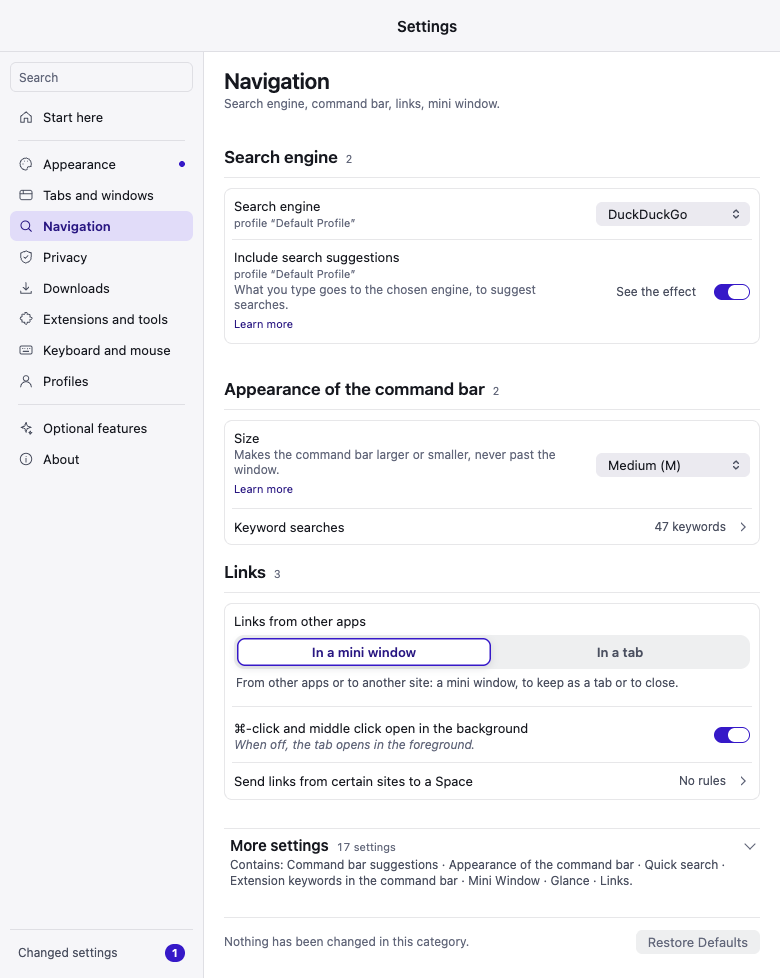 Settings
Search
Start here
Appearance
Tabs and windows
Navigation
Privacy
Downloads
Extensions and tools
Keyboard and mouse
Profiles
Optional features
About
Changed settings 1
Navigation
Search engine, command bar, links, mini window.
Search engine 2
Search engine
profile “Default Profile”
DuckDuckGo
Include search suggestions
profile “Default Profile”
What you type goes to the chosen engine, to suggest
searches.
Learn more
See the effect
Appearance of the command bar 2
Size
Makes the command bar larger or smaller, never past the
window.
Learn more
Medium (M)
Keyword searches
47 keywords
Links 3
Links from other apps
In a mini window
In a tab
From other apps or to another site: a mini window, to keep as a tab or to close.
⌘-click and middle click open in the background
When off, the tab opens in the foreground.
Send links from certain sites to a Space
No rules
More settings 17 settings
Contains: Command bar suggestions · Appearance of the command bar · Quick search ·
Extension keywords in the command bar · Mini Window · Glance · Links.
Nothing has been changed in this category.
Restore Defaults